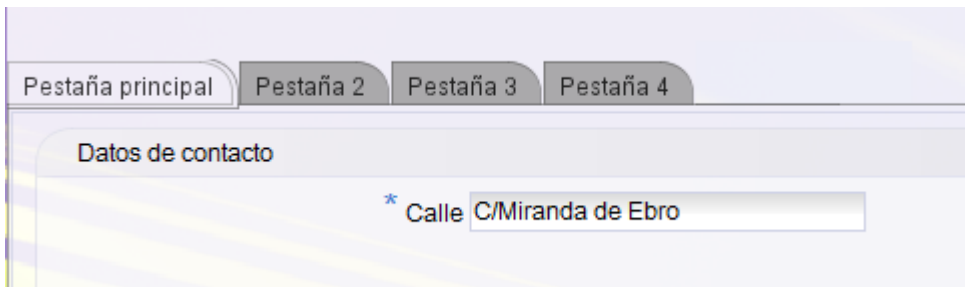 Pestaña principal Pestaña 2 Pestaña 3 Pestaña 4
Datos de contacto
* Calle C/Miranda de Ebro